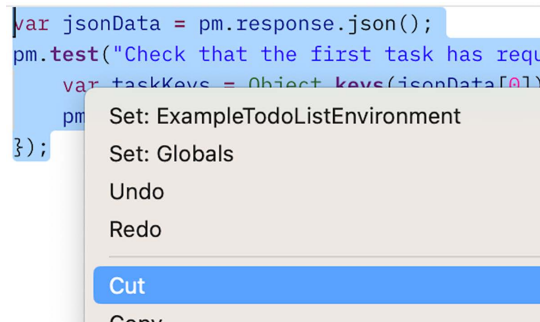 var jsonData = pm.response.json();
pm.test("Check that the first task has requ
var taskKeys = Object.keys(jsonData[0])
pm
});
Set: ExampleTodoListEnvironment
Set: Globals
Undo
Redo
Cut
Copy